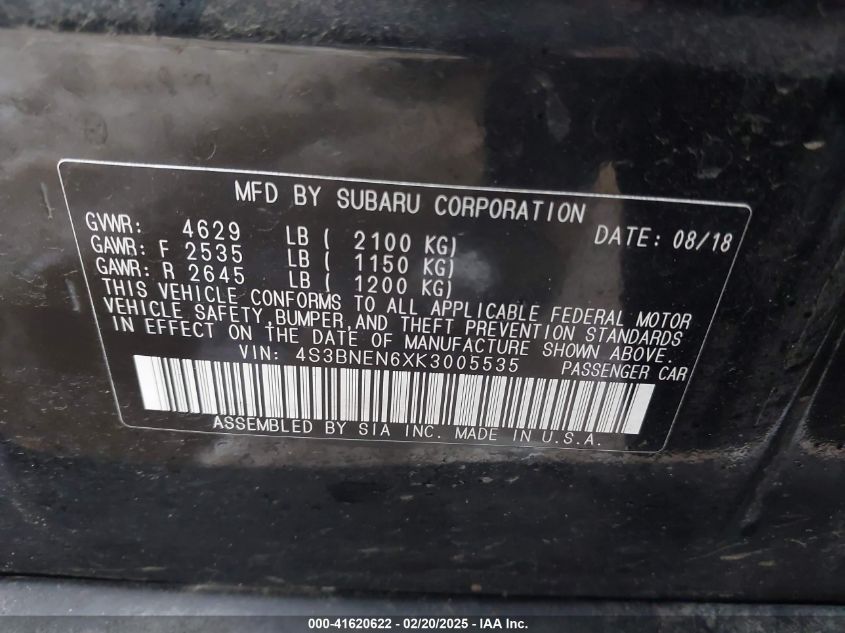 MFD BY SUBARU CORPORATION
GVWR: 4629 LB ( 2100 KG) DATE: 08/18
GAWR: F 2535 LB ( 1150 KG)
GAWR: R 2645 LB ( 1200 KG)
THIS VEHICLE CONFORMS TO ALL APPLICABLE FEDERAL MOTOR
VEHICLE SAFETY, BUMPER, AND THEFT PREVENTION STANDARDS
IN EFFECT ON THE DATE OF MANUFACTURE SHOWN ABOVE.
VIN: 4S3BNEN6XK3005535 PASSENGER CAR
ASSEMBLED BY SIA INC. MADE IN U.S.A.
000-41620622 - 02/20/2025 - IAA Inc.